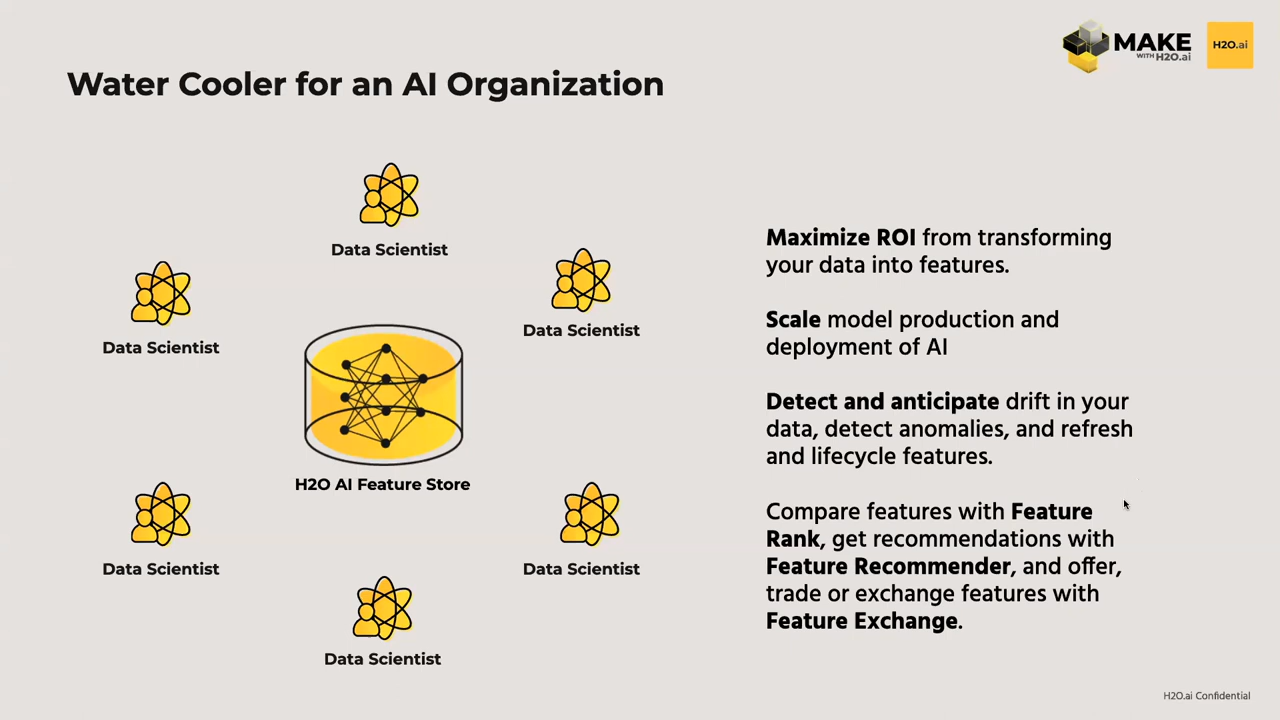 MAKE
WITH H2O.ai
H2O.ai
Water Cooler for an AI Organization
Data Scientist
Data Scientist
Data Scientist
H2O AI Feature Store
Data Scientist
Data Scientist
Data Scientist
Maximize ROI from transforming
your data into features.
Scale model production and
deployment of AI
Detect and anticipate drift in your
data, detect anomalies, and refresh
and lifecycle features.
Compare features with Feature
Rank, get recommendations with
Feature Recommender, and offer,
trade or exchange features with
Feature Exchange.
H2O.ai Confidential